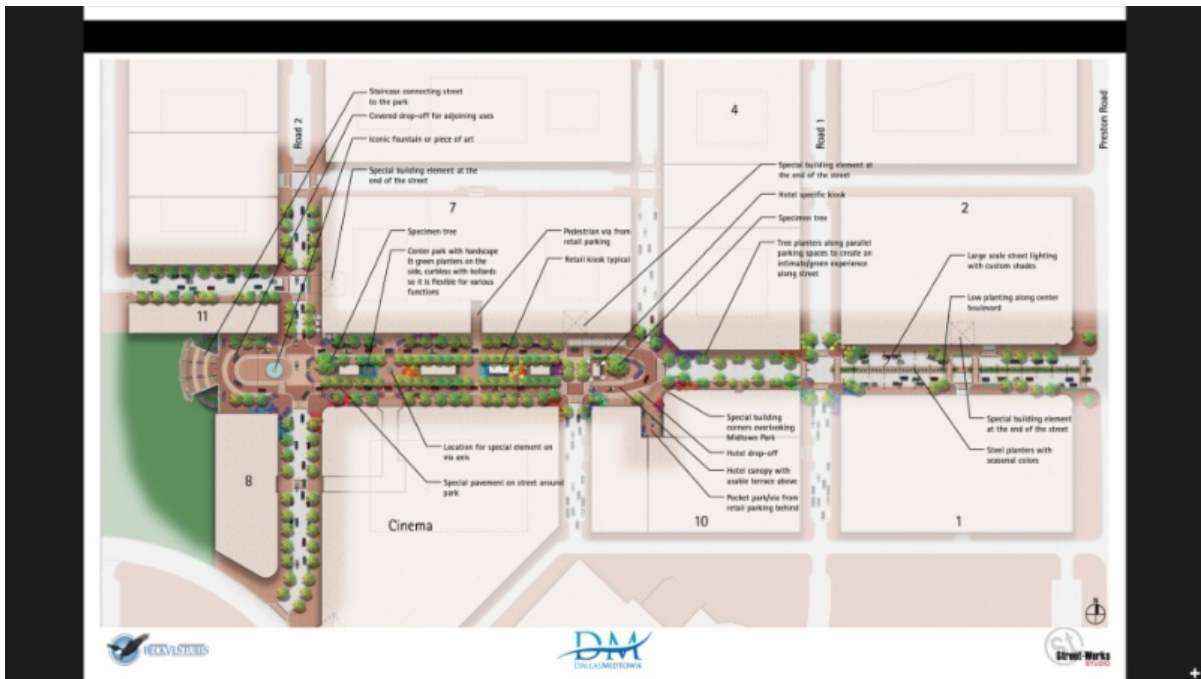 Staircase connecting street
to the park
Covered drop-off for adjoining uses
Iconic fountain or piece of art
Special building element at the
end of the street
Road 2
4
Road 1
Preston Road
Special building element at
the end of the street
Hotel specific kiosk
Specimen tree
Tree planters along parallel
parking spaces to create an
intimate/green experience
along street
7
2
Specimen tree
Center park with hardscape
& green planters on the
side, curbless with bollards
so it is flexible for various
functions
Pedestrian via from
retail parking
Retail kiosk typical
Large scale street lighting
with custom shades
Low planting along center
boulevard
11
Location for special element on
via axis
Special pavement on street around
park
Special building
corners overlooking
Midtown Park
Hotel drop-off
Hotel canopy with
usable terrace above
Pocket park/via from
retail parking behind
Special building element
at the end of the street
Steel planters with
seasonal colors
8
Cinema
10
1
N
BECKVENTURES
DM
DALLASMIDTOWN
st
Street-Works
STUDIO